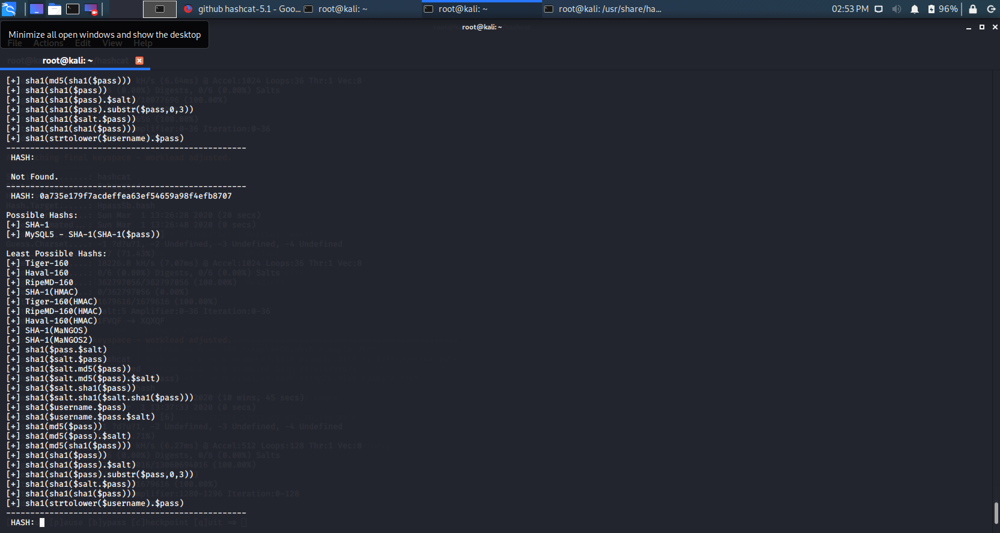 github hashcat-5.1 - Goo...
root@kali: ~
root@kali: ~
root@kali: /usr/share/ha...
02:53 PM
96%
root@kali: ~
Minimize all open windows and show the desktop
File Actions Edit View Help
root@kali: ~
[+] sha1(md5(sha1($pass)))
[+] sha1(sha1($pass))
[+] sha1(sha1($pass).$salt)
[+] sha1(sha1($pass).substr($pass,0,3))
[+] sha1(sha1($salt.$pass))
[+] sha1(sha1(sha1($pass)))
[+] sha1(strtolower($username).$pass)
--------------------------------------------------
HASH:
Not Found.
--------------------------------------------------
HASH: 0a735e179f7acdeffea63ef54659a98f4efb8707
Possible Hashs:
[+] SHA-1
[+] MySQL5 - SHA-1(SHA-1($pass))
Least Possible Hashs:
[+] Tiger-160
[+] Haval-160
[+] RipeMD-160
[+] SHA-1(HMAC)
[+] Tiger-160(HMAC)
[+] RipeMD-160(HMAC)
[+] Haval-160(HMAC)
[+] SHA-1(MaNGOS)
[+] SHA-1(MaNGOS2)
[+] sha1($pass.$salt)
[+] sha1($salt.$pass)
[+] sha1($salt.md5($pass))
[+] sha1($salt.md5($pass).$salt)
[+] sha1($salt.sha1($pass))
[+] sha1($salt.sha1($salt.sha1($pass)))
[+] sha1($username.$pass)
[+] sha1($username.$pass.$salt)
[+] sha1(md5($pass))
[+] sha1(md5($pass).$salt)
[+] sha1(md5(sha1($pass)))
[+] sha1(sha1($pass))
[+] sha1(sha1($pass).$salt)
[+] sha1(sha1($pass).substr($pass,0,3))
[+] sha1(sha1($salt.$pass))
[+] sha1(sha1(sha1($pass)))
[+] sha1(strtolower($username).$pass)
--------------------------------------------------
HASH: